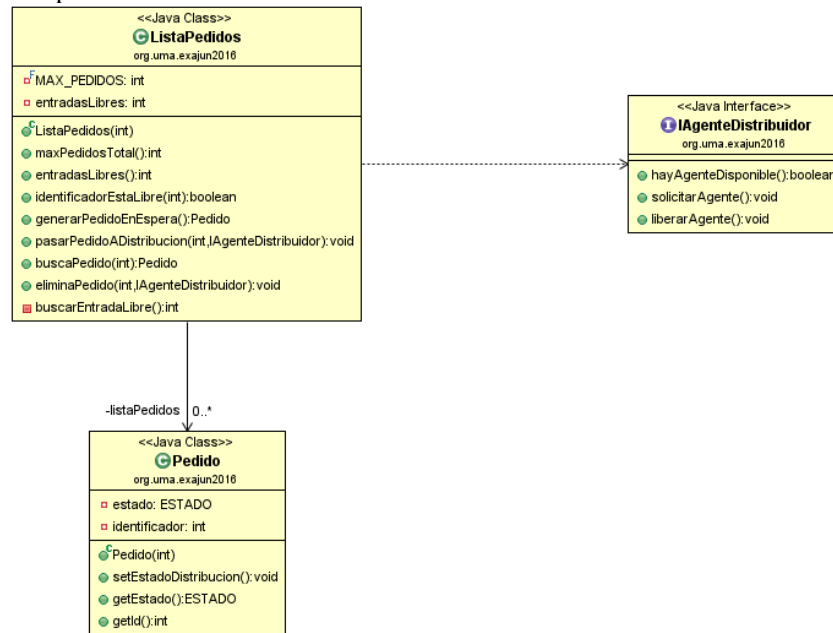 <<Java Class>>
ListaPedidos
org.uma.exajun2016
MAX_PEDIDOS: int
entradasLibres: int
ListaPedidos(int)
maxPedidosTotal():int
entradasLibres():int
identificadorEstaLibre(int):boolean
generarPedidoEnEspera():Pedido
pasarPedidoADistribucion(int,IAgenteDistribuidor):void
buscaPedido(int):Pedido
eliminaPedido(int,IAgenteDistribuidor):void
buscarEntradaLibre():int
<<Java Interface>>
IAgenteDistribuidor
org.uma.exajun2016
hayAgenteDisponible():boolean
solicitarAgente():void
liberarAgente():void
-listaPedidos 0..*
<<Java Class>>
Pedido
org.uma.exajun2016
estado: ESTADO
identificador: int
Pedido(int)
setEstadoDistribucion():void
getEstado():ESTADO
getId():int